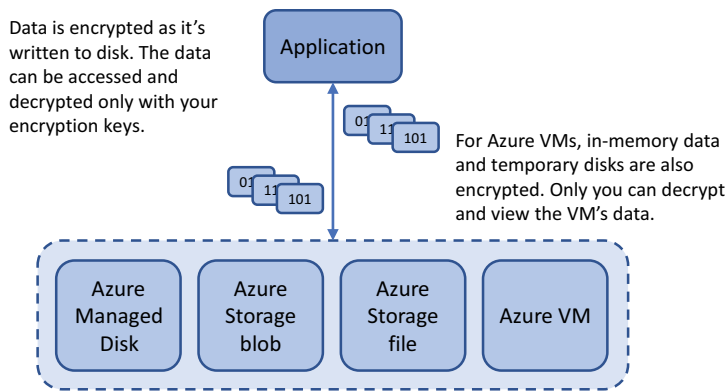 Data is encrypted as it’s
written to disk. The data
can be accessed and
decrypted only with your
encryption keys.
Application
01
11
101
For Azure VMs, in-memory data
and temporary disks are also
encrypted. Only you can decrypt
and view the VM’s data.
01
11
101
Azure
Managed
Disk
Azure
Storage
blob
Azure
Storage
file
Azure VM